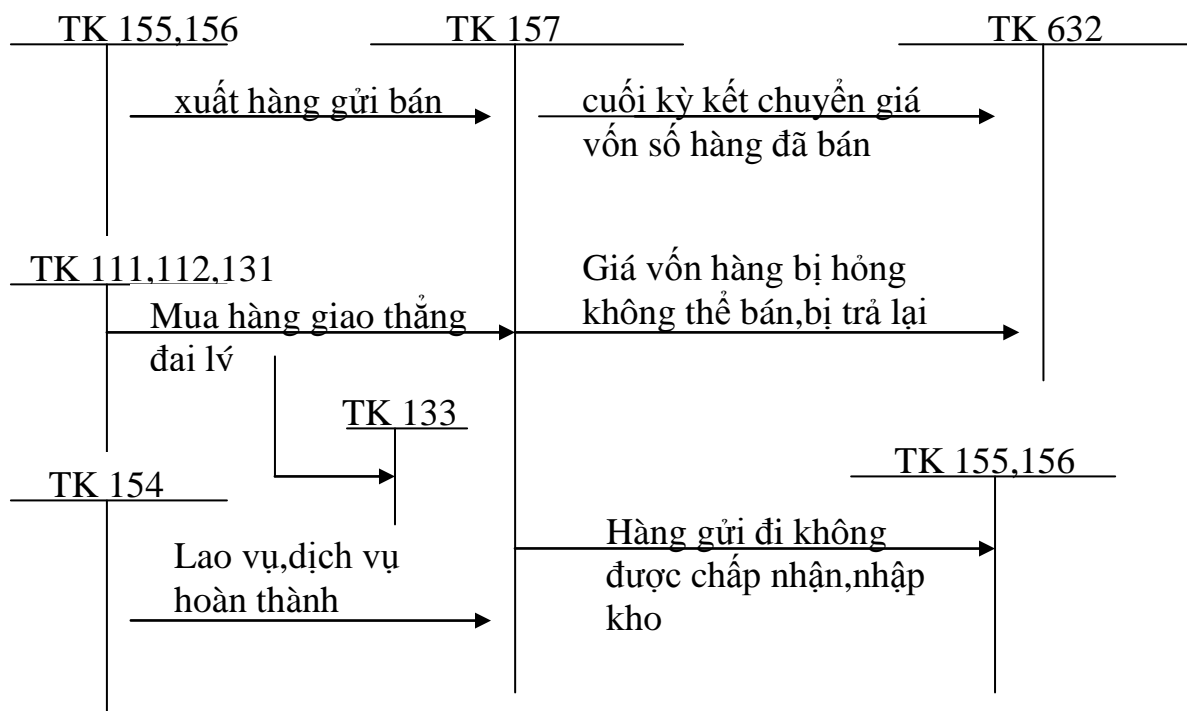 TK 155,156
TK 157
TK 632
xuất hàng gửi bán
cuối kỳ kết chuyển giá
vốn số hàng đã bán
TK 111,112,131
Mua hàng giao thẳng
đai lý
Giá vốn hàng bị hỏng
không thể bán,bị trả lại
TK 133
TK 154
TK 155,156
Lao vụ,dịch vụ
hoàn thành
Hàng gửi đi không
được chấp nhận,nhập
kho